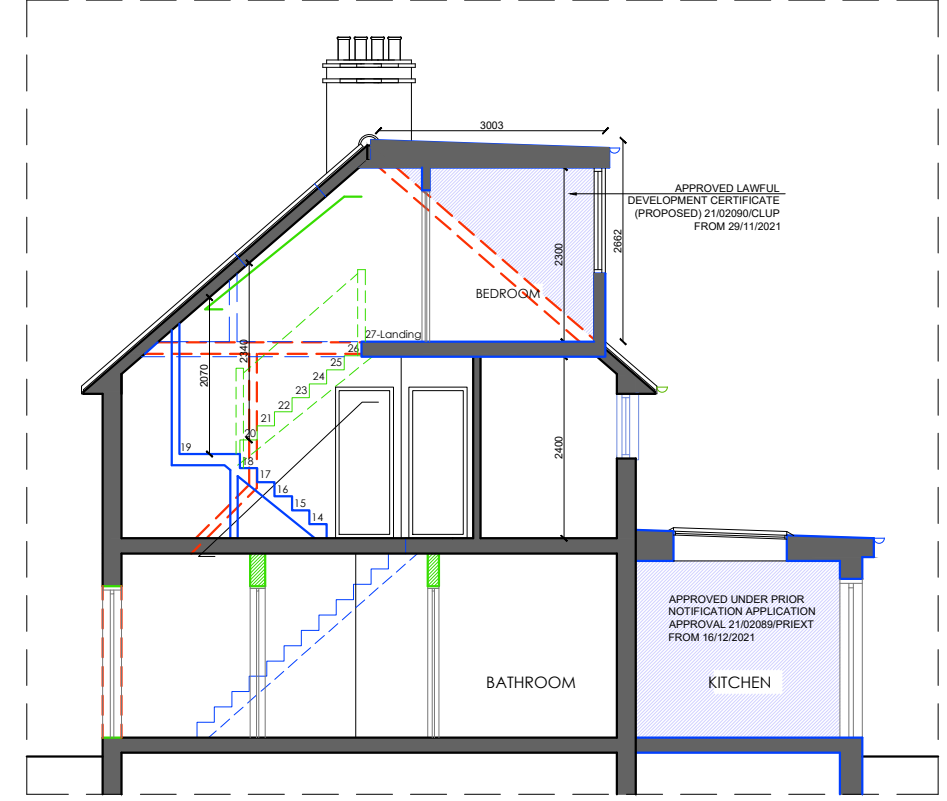 3003
APPROVED LAWFUL
DEVELOPMENT CERTIFICATE
(PROPOSED) 21/02090/CLUP
FROM 29/11/2021
2662
2300
BEDROOM
27-Landing
26
25
24
23
22
21
20
2340
2070
19
18
17
16
15
14
2400
APPROVED UNDER PRIOR
NOTIFICATION APPLICATION
APPROVAL 21/02089/PRIEXT
FROM 16/12/2021
BATHROOM
KITCHEN